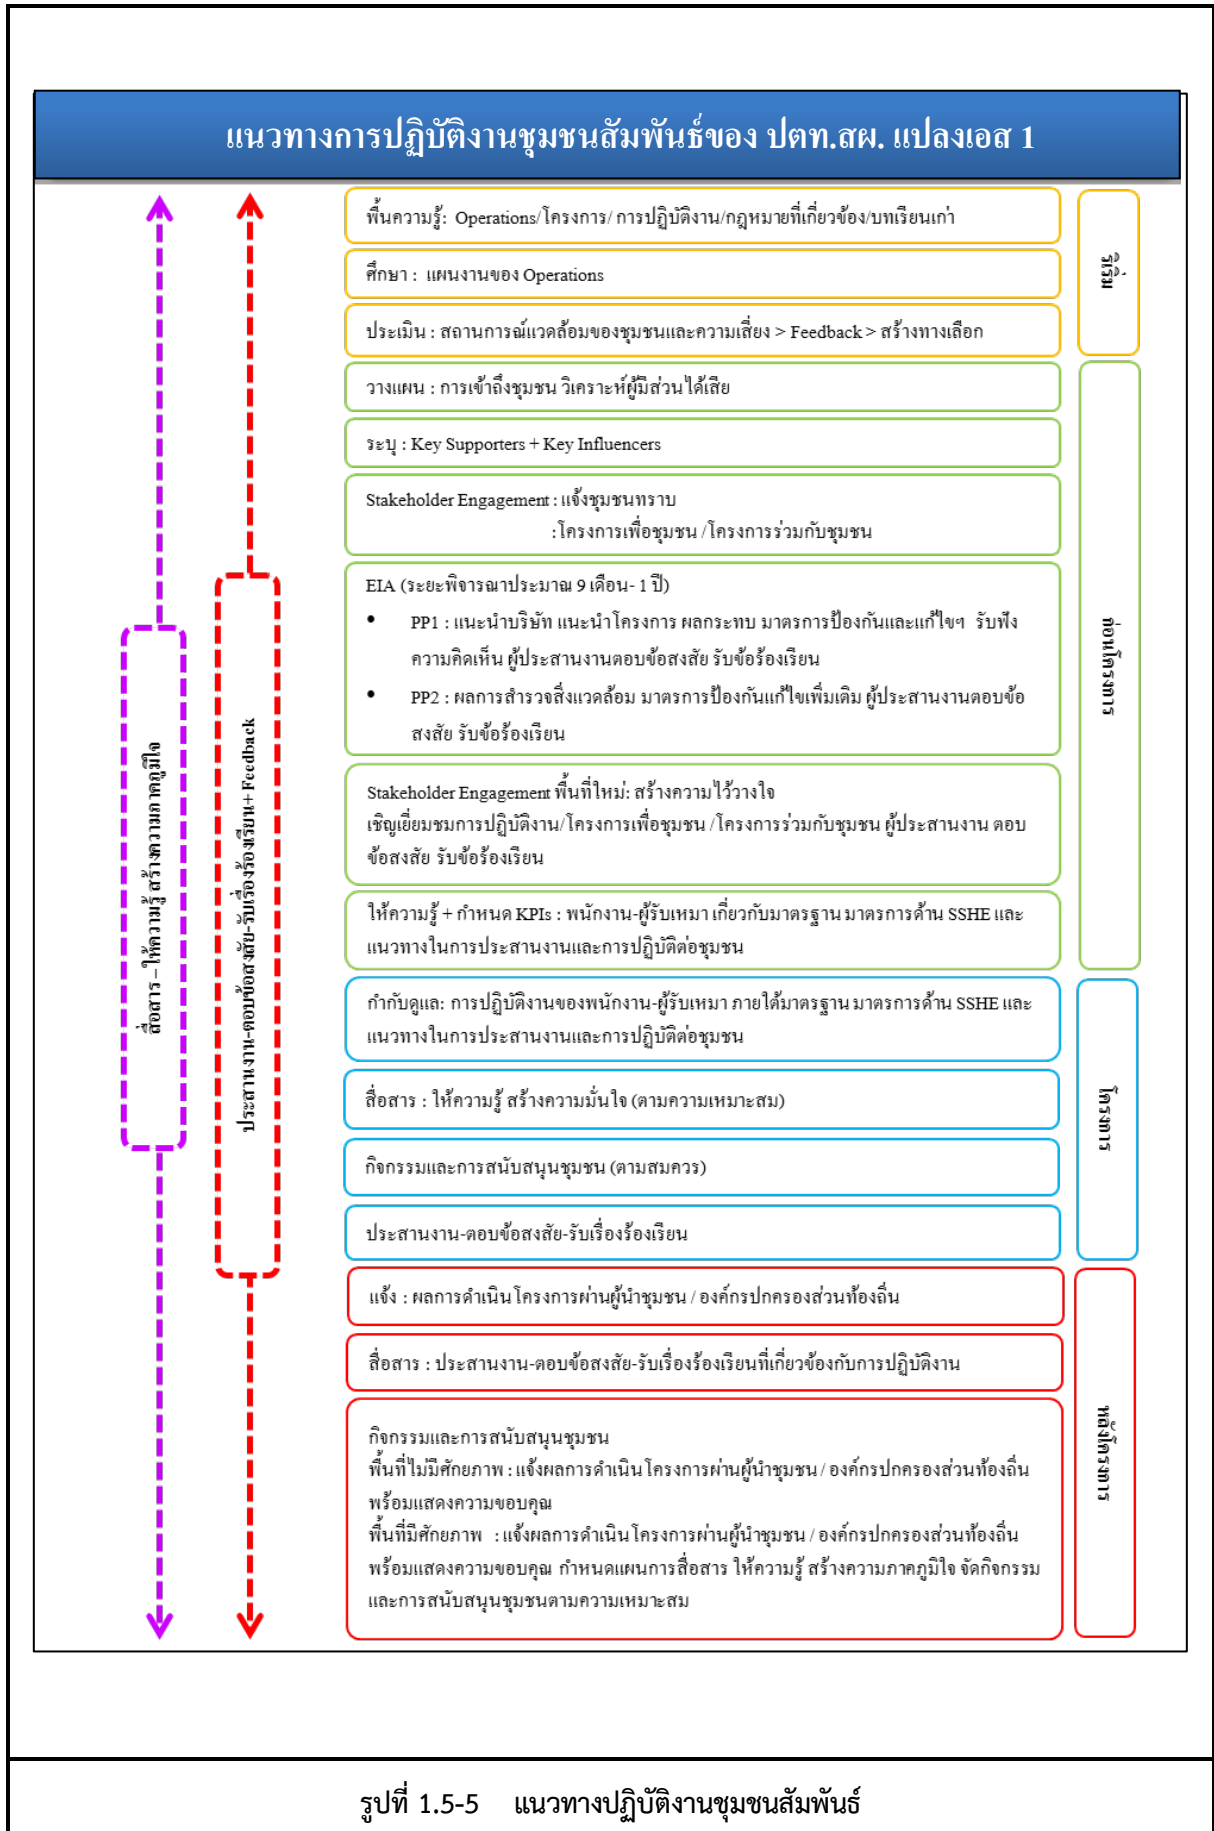 แนวทางการปฏิบัติงานชุมชนสัมพันธ์ของ ปตท.สผ. แปลงเอส 1
พื้นความรู้: Operations/โครงการ/ การปฏิบัติงาน/กฎหมายที่เกี่ยวข้อง/บทเรียนเก่า
ศึกษา : แผนงานของ Operations
ประเมิน : สถานการณ์แวดล้อมของชุมชนและความเสี่ยง > Feedback > สร้างทางเลือก
ริเริ่ม
วางแผน : การเข้าถึงชุมชน วิเคราะห์ผู้มีส่วนได้เสีย
ระบุ : Key Supporters + Key Influencers
Stakeholder Engagement : แจ้งชุมชนทราบ
: โครงการเพื่อชุมชน /โครงการร่วมกับชุมชน
EIA (ระยะพิจารณาประมาณ 9 เดือน- 1 ปี)
• PP1 : แนะนำบริษัท แนะนำโครงการ ผลกระทบ มาตรการป้องกันและแก้ไขฯ รับฟัง
ความคิดเห็น ผู้ประสานงานตอบข้อสงสัย รับข้อร้องเรียน
• PP2 : ผลการสำรวจสิ่งแวดล้อม มาตรการป้องกันแก้ไขเพิ่มเติม ผู้ประสานงานตอบข้อ
สงสัย รับข้อร้องเรียน
Stakeholder Engagement พื้นที่ใหม่: สร้างความไว้วางใจ
เชิญเยี่ยมชมการปฏิบัติงาน/โครงการเพื่อชุมชน /โครงการร่วมกับชุมชน ผู้ประสานงาน ตอบ
ข้อสงสัย รับข้อร้องเรียน
ให้ความรู้ + กำหนด KPIs : พนักงาน-ผู้รับเหมา เกี่ยวกับมาตรฐาน มาตรการด้าน SSHE และ
แนวทางในการประสานงานและการปฏิบัติต่อชุมชน
ก่อนโครงการ
กำกับดูแล: การปฏิบัติงานของพนักงาน-ผู้รับเหมา ภายใต้มาตรฐาน มาตรการด้าน SSHE และ
แนวทางในการประสานงานและการปฏิบัติต่อชุมชน
สื่อสาร : ให้ความรู้ สร้างความมั่นใจ (ตามความเหมาะสม)
กิจกรรมและการสนับสนุนชุมชน (ตามสมควร)
ประสานงาน-ตอบข้อสงสัย-รับเรื่องร้องเรียน
โครงการ
แจ้ง : ผลการดำเนินโครงการผ่านผู้นำชุมชน / องค์กรปกครองส่วนท้องถิ่น
สื่อสาร : ประสานงาน-ตอบข้อสงสัย-รับเรื่องร้องเรียนที่เกี่ยวข้องกับการปฏิบัติงาน
กิจกรรมและการสนับสนุนชุมชน
พื้นที่ไม่มีศักยภาพ : แจ้งผลการดำเนินโครงการผ่านผู้นำชุมชน / องค์กรปกครองส่วนท้องถิ่น
พร้อมแสดงความขอบคุณ
พื้นที่มีศักยภาพ : แจ้งผลการดำเนินโครงการผ่านผู้นำชุมชน / องค์กรปกครองส่วนท้องถิ่น
พร้อมแสดงความขอบคุณ กำหนดแผนการสื่อสาร ให้ความรู้ สร้างความภาคภูมิใจ จัดกิจกรรม
และการสนับสนุนชุมชนตามความเหมาะสม
หลังโครงการ
สื่อสาร – ให้ความรู้ สร้างความภาคภูมิใจ
ประสานงาน-ตอบข้อสงสัย-รับเรื่องร้องเรียน+ Feedback
รูปที่ 1.5-5 แนวทางปฏิบัติงานชุมชนสัมพันธ์